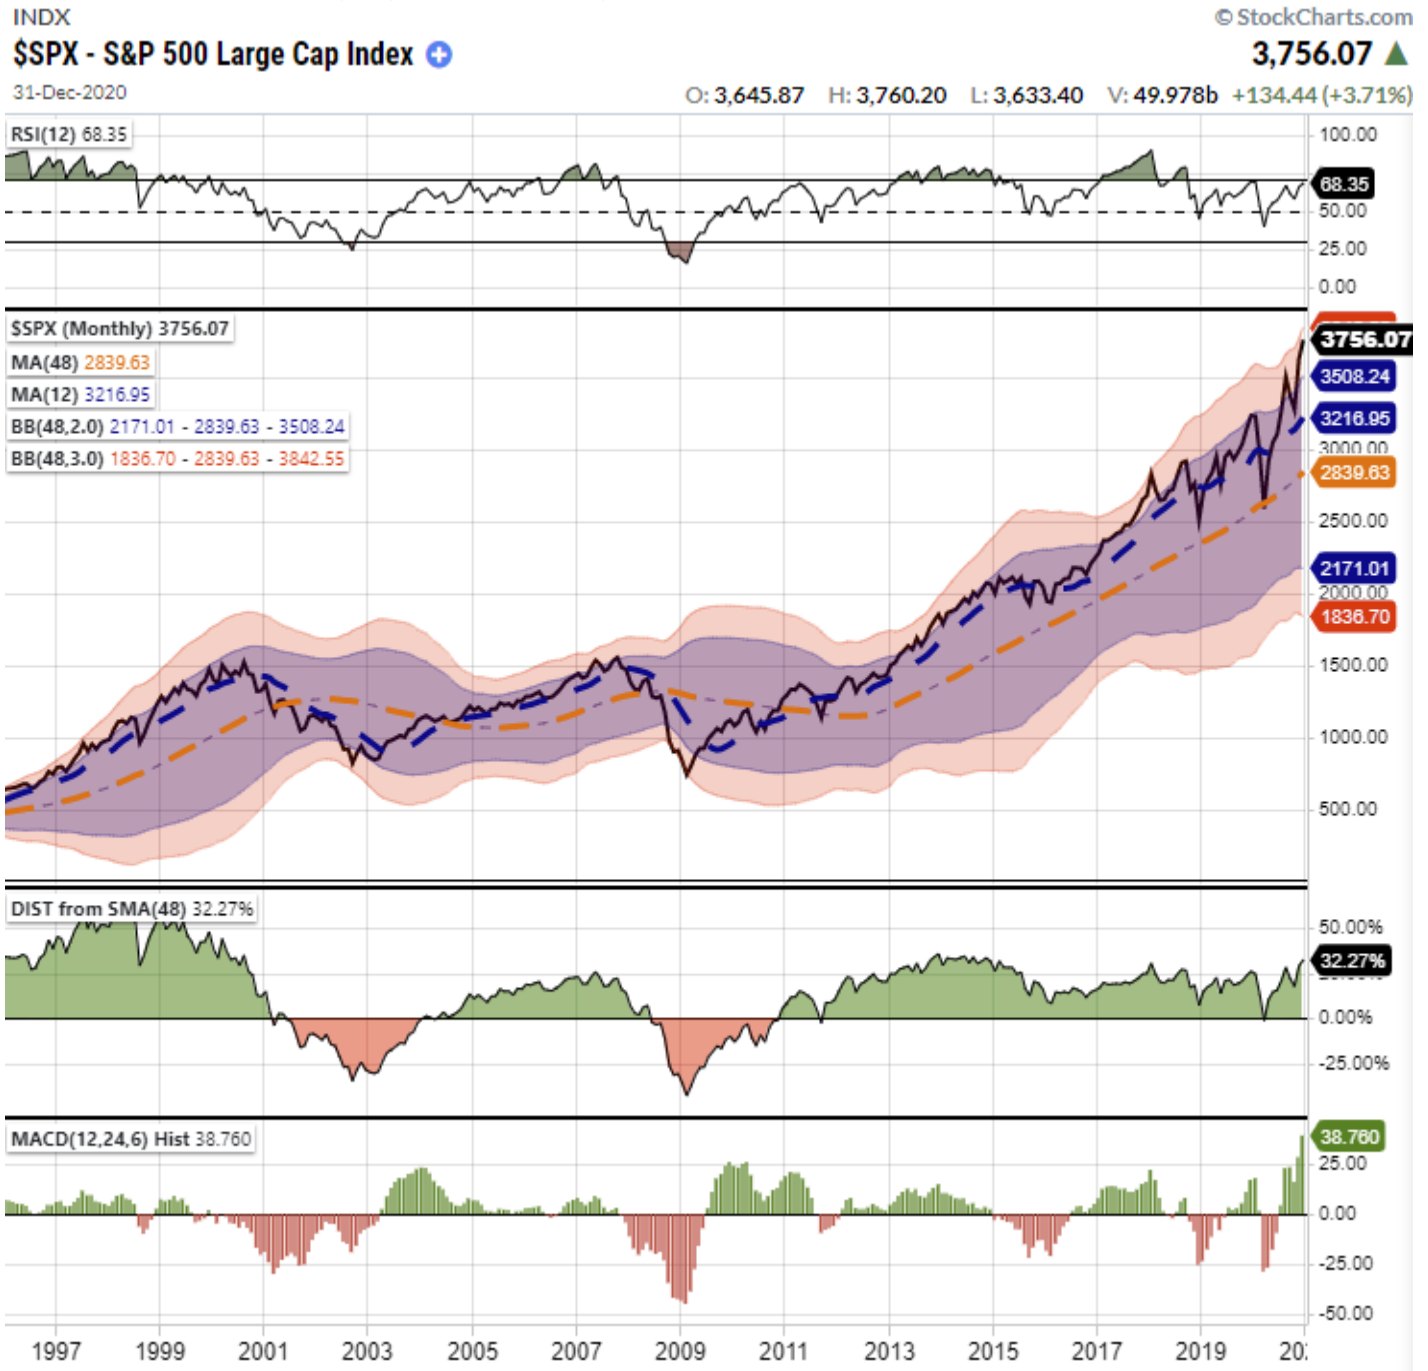 INDX
© StockCharts.com
$SPX - S&P 500 Large Cap Index
3,756.07
31-Dec-2020
O: 3,645.87 H: 3,760.20 L: 3,633.40 V: 49.978b +134.44 (+3.71%)
RSI(12) 68.35
100.00
68.35
50.00
25.00
0.00
$SPX (Monthly) 3756.07
MA(48) 2839.63
MA(12) 3216.95
BB(48,2.0) 2171.01 - 2839.63 - 3508.24
BB(48,3.0) 1836.70 - 2839.63 - 3842.55
3756.07
3508.24
3216.95
3000.00
2839.63
2500.00
2171.01
2000.00
1836.70
1500.00
1000.00
500.00
DIST from SMA(48) 32.27%
50.00%
32.27%
0.00%
-25.00%
MACD(12,24,6) Hist 38.760
38.760
25.00
0.00
-25.00
-50.00
1997 1999 2001 2003 2005 2007 2009 2011 2013 2015 2017 2019